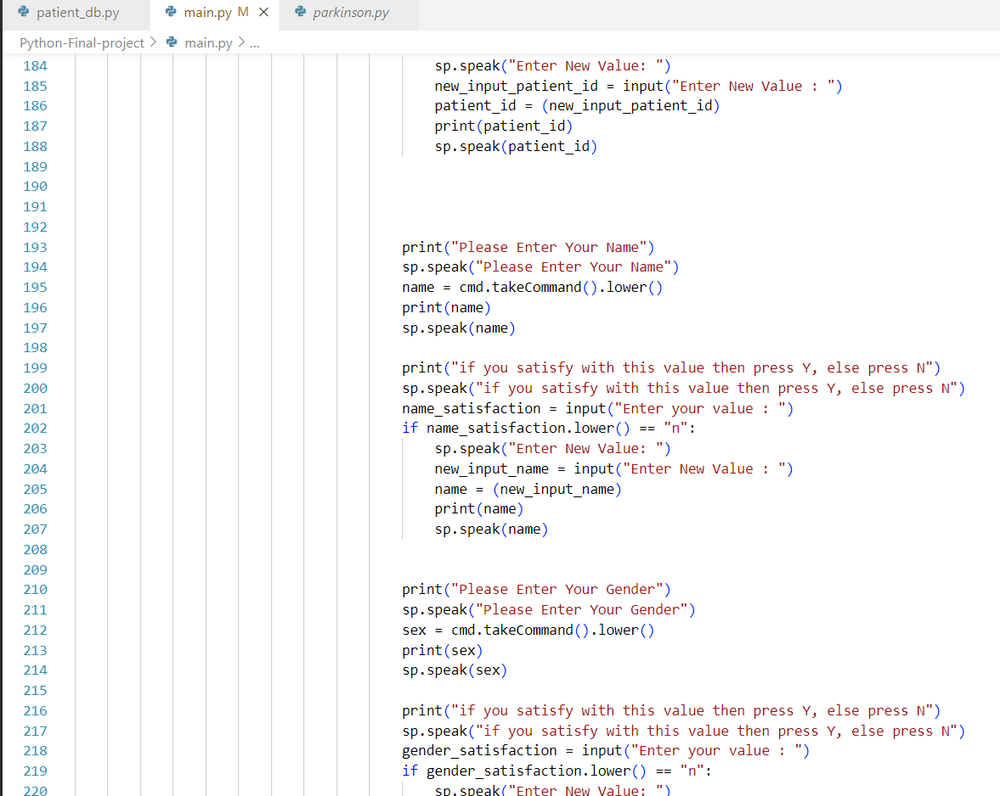 patient_db.py main.py M × parkinson.py
Python-Final-project > main.py > ...
184 sp.speak("Enter New Value: ")
185 new_input_patient_id = input("Enter New Value : ")
186 patient_id = (new_input_patient_id)
187 print(patient_id)
188 sp.speak(patient_id)
189
190
191
192
193 print("Please Enter Your Name")
194 sp.speak("Please Enter Your Name")
195 name = cmd.takeCommand().lower()
196 print(name)
197 sp.speak(name)
198
199 print("if you satisfy with this value then press Y, else press N")
200 sp.speak("if you satisfy with this value then press Y, else press N")
201 name_satisfaction = input("Enter your value : ")
202 if name_satisfaction.lower() == "n":
203 sp.speak("Enter New Value: ")
204 new_input_name = input("Enter New Value : ")
205 name = (new_input_name)
206 print(name)
207 sp.speak(name)
208
209
210 print("Please Enter Your Gender")
211 sp.speak("Please Enter Your Gender")
212 sex = cmd.takeCommand().lower()
213 print(sex)
214 sp.speak(sex)
215
216 print("if you satisfy with this value then press Y, else press N")
217 sp.speak("if you satisfy with this value then press Y, else press N")
218 gender_satisfaction = input("Enter your value : ")
219 if gender_satisfaction.lower() == "n":
220 sp.speak("Enter New Value: ")